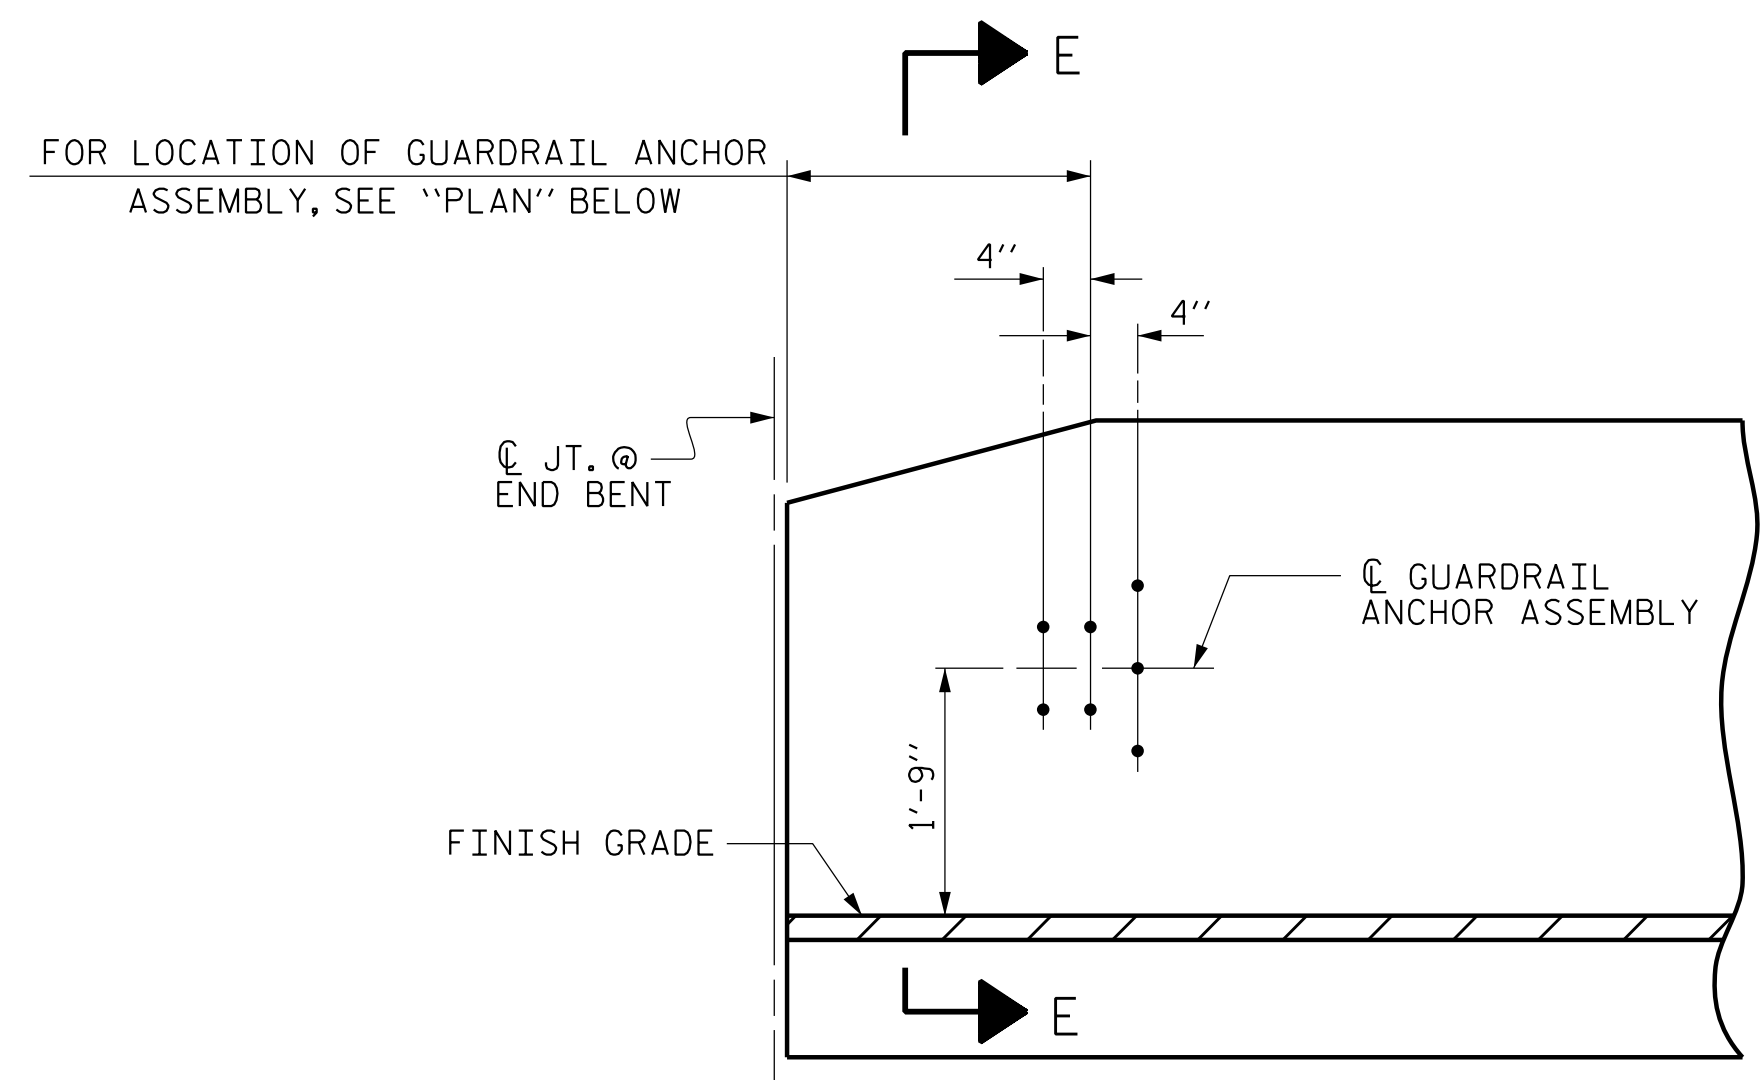 E
FOR LOCATION OF GUARDRAIL ANCHOR
ASSEMBLY, SEE ‵‵PLAN′′ BELOW
4′′
4′′
℄ JT. @
END BENT
℄ GUARDRAIL
ANCHOR ASSEMBLY
1′-9′′
FINISH GRADE
E